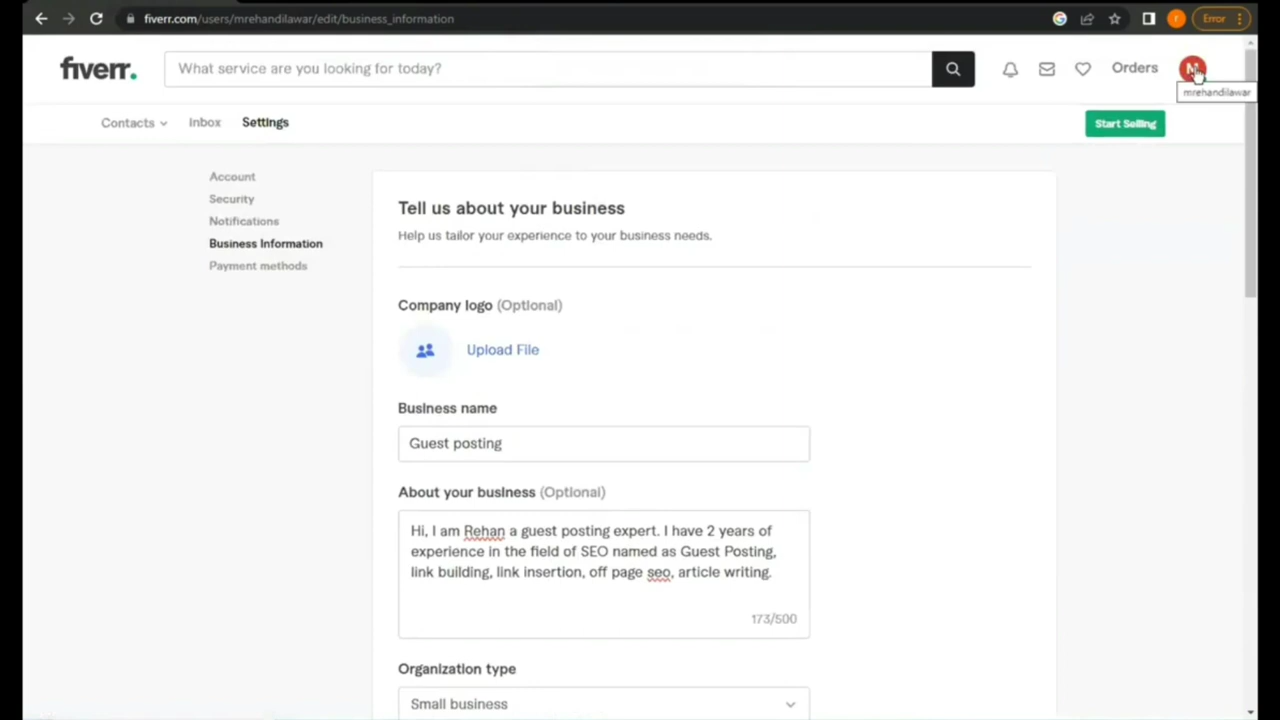 fiverr.com/users/mrehandilawar/edit/business_information
Error
fiverr.
What service are you looking for today?
Orders
M
mrehandilawar
Contacts
Inbox
Settings
Start Selling
Account
Security
Notifications
Business Information
Payment methods
Tell us about your business
Help us tailor your experience to your business needs.
Company logo (Optional)
Upload File
Business name
Guest posting
About your business (Optional)
Hi, I am Rehan a guest posting expert. I have 2 years of
experience in the field of SEO named as Guest Posting,
link building, link insertion, off page seo, article writing.
173/500
Organization type
Small business